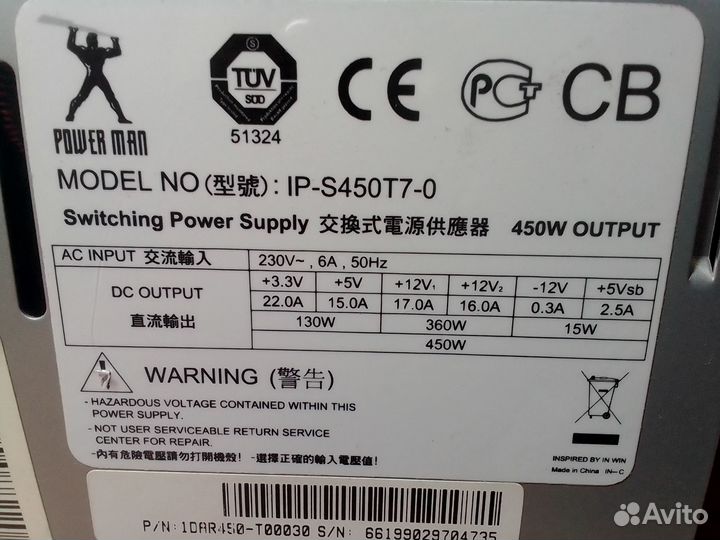 POWER MAN
TÜV
SÜD
51324
CE
PCT
CB
MODEL NO (型號): IP-S450T7-0
Switching Power Supply 交換式電源供應器 450W OUTPUT
AC INPUT 交流輸入 230V~, 6A, 50Hz
DC OUTPUT 直流輸出
+3.3V +5V +12V₁ +12V₂ -12V +5Vsb
22.0A 15.0A 17.0A 16.0A 0.3A 2.5A
130W 360W 15W
450W
WARNING (警告)
- HAZARDOUS VOLTAGE CONTAINED WITHIN THIS
POWER SUPPLY.
- NOT USER SERVICEABLE RETURN SERVICE
CENTER FOR REPAIR.
-內有危險電壓請勿打開機殼! -選擇正確的輸入電壓值!
INSPIRED BY IN WIN
Made in China IN-C
P/N: 1DAR450-T00030 S/N: 66199029704735
Avito